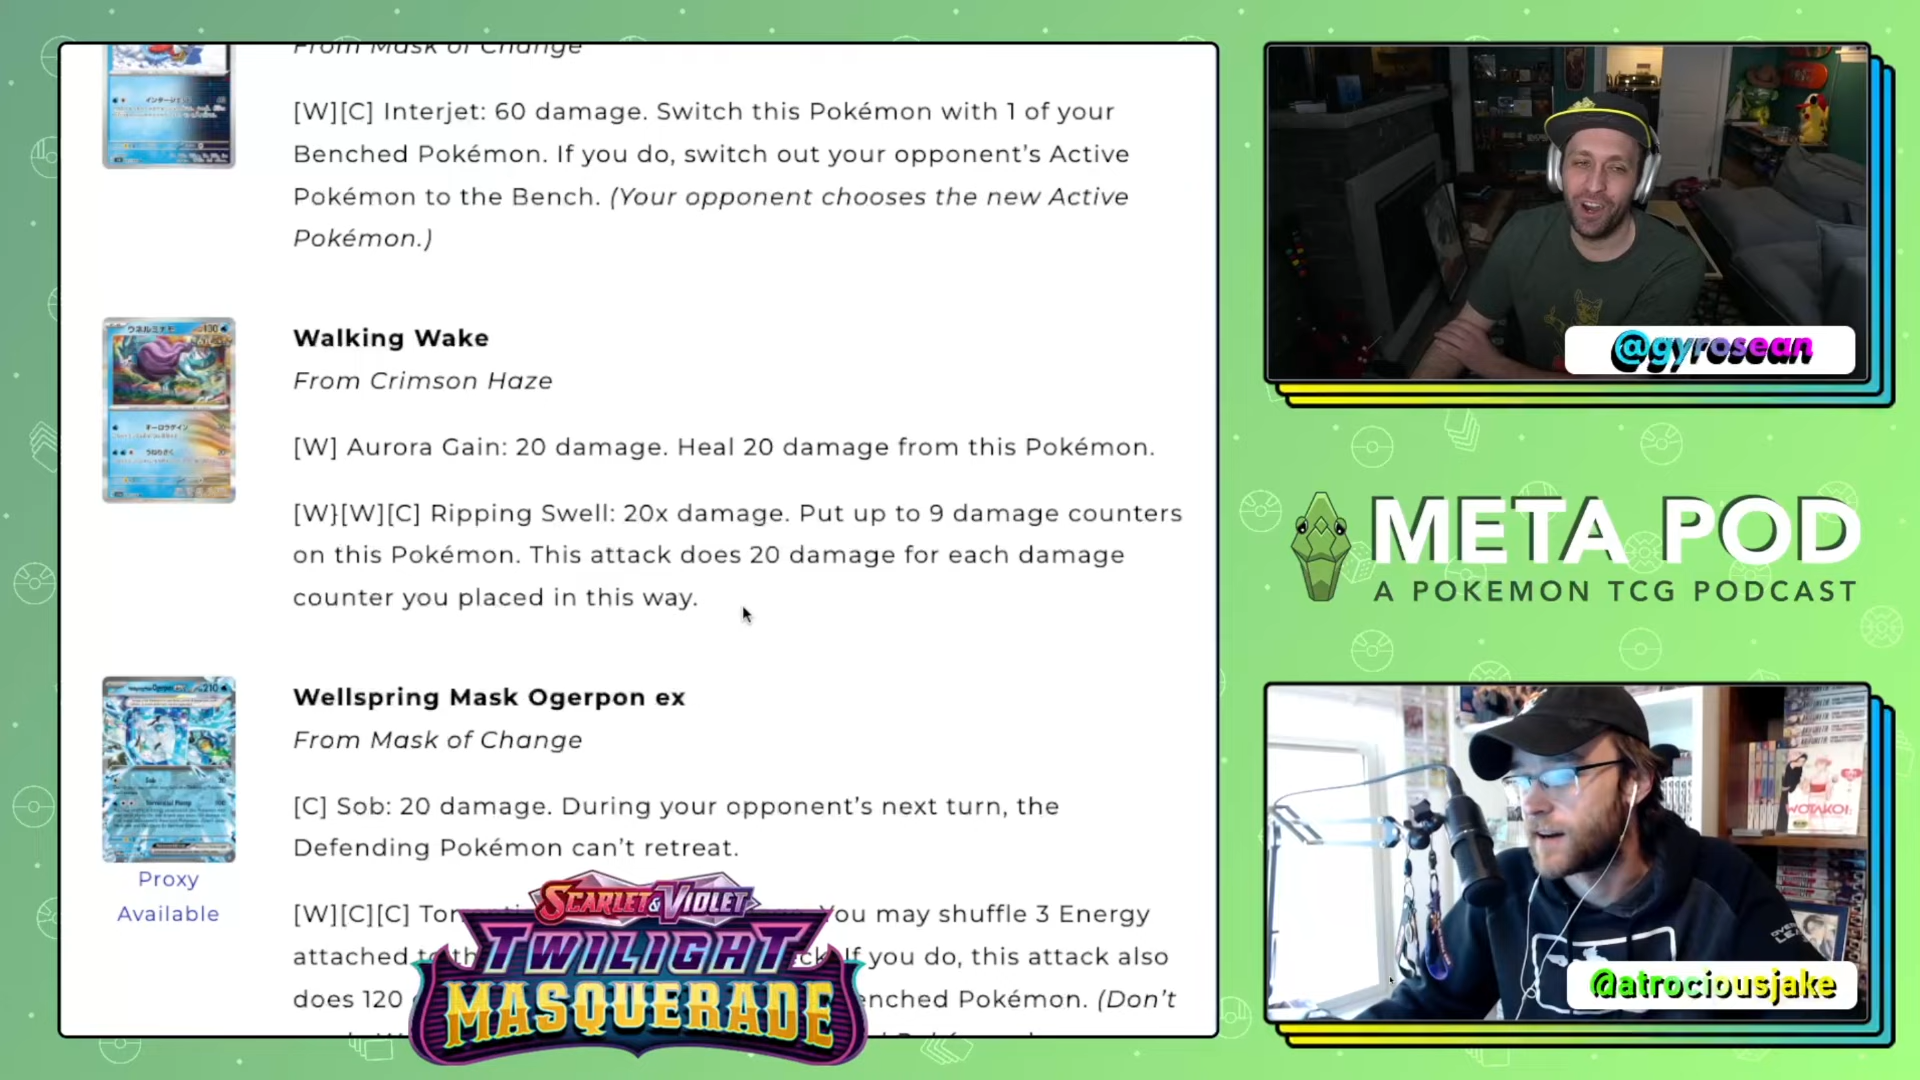 From Mask of Change
[W][C] Interjet: 60 damage. Switch this Pokémon with 1 of your
Benched Pokémon. If you do, switch out your opponent’s Active
Pokémon to the Bench. (Your opponent chooses the new Active
Pokémon.)
Walking Wake
From Crimson Haze
[W] Aurora Gain: 20 damage. Heal 20 damage from this Pokémon.
[W}[W][C] Ripping Swell: 20x damage. Put up to 9 damage counters
on this Pokémon. This attack does 20 damage for each damage
counter you placed in this way.
Wellspring Mask Ogerpon ex
From Mask of Change
[C] Sob: 20 damage. During your opponent’s next turn, the
Defending Pokémon can’t retreat.
Proxy
Available
[W][C][C] You may shuffle 3 Energy
attached If you do, this attack also
does 120 Pokémon. (Don’t
SCARLET & VIOLET
TWILIGHT
MASQUERADE
@gyrosean
META POD
A POKEMON TCG PODCAST
WOTAKOI
@atrociousjake